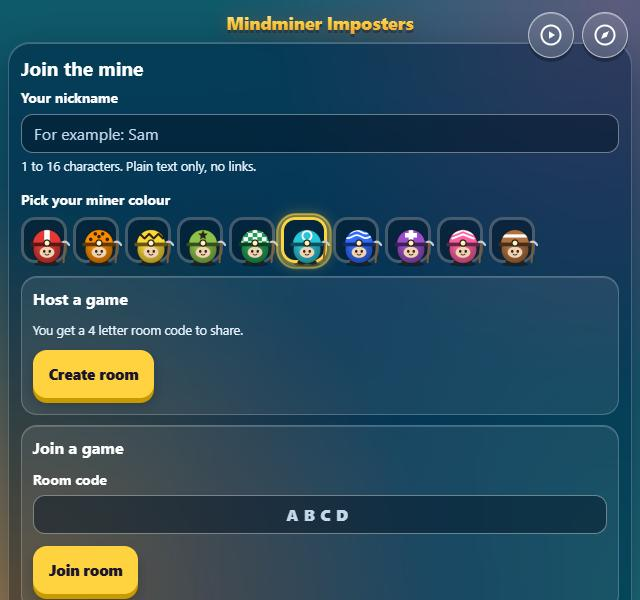 Mindminer Imposters
Join the mine
Your nickname
For example: Sam
1 to 16 characters. Plain text only, no links.
Pick your miner colour
Host a game
You get a 4 letter room code to share.
Create room
Join a game
Room code
ABCD
Join room